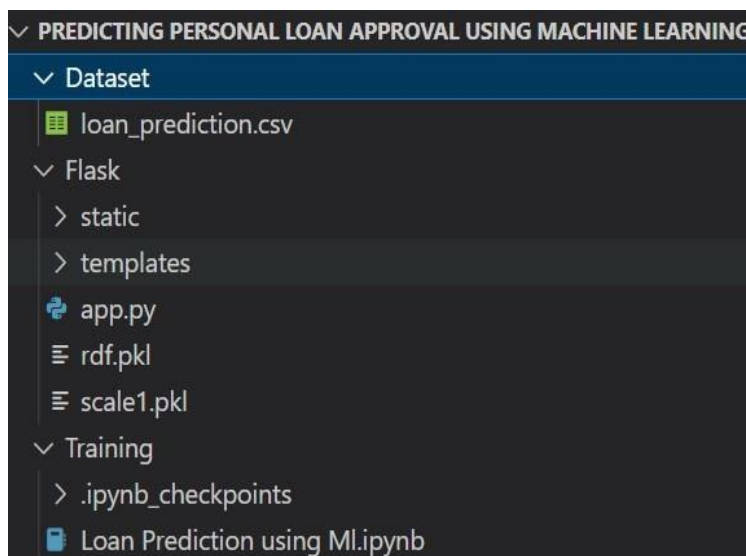 PREDICTING PERSONAL LOAN APPROVAL USING MACHINE LEARNING
Dataset
loan_prediction.csv
Flask
static
templates
app.py
rdf.pkl
scale1.pkl
Training
.ipynb_checkpoints
Loan Prediction using Ml.ipynb